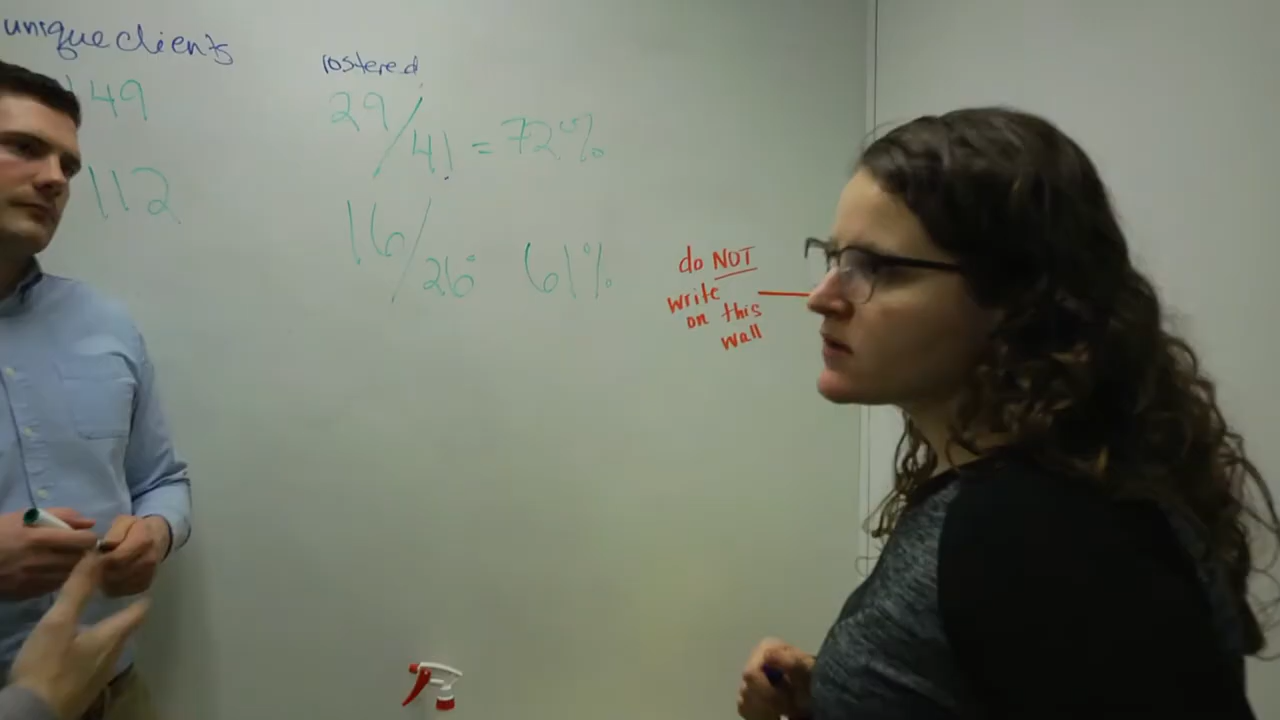 unique clients
149
112
rostered
29/41 = 72%
16/26 61%
do NOT
write
on this
wall